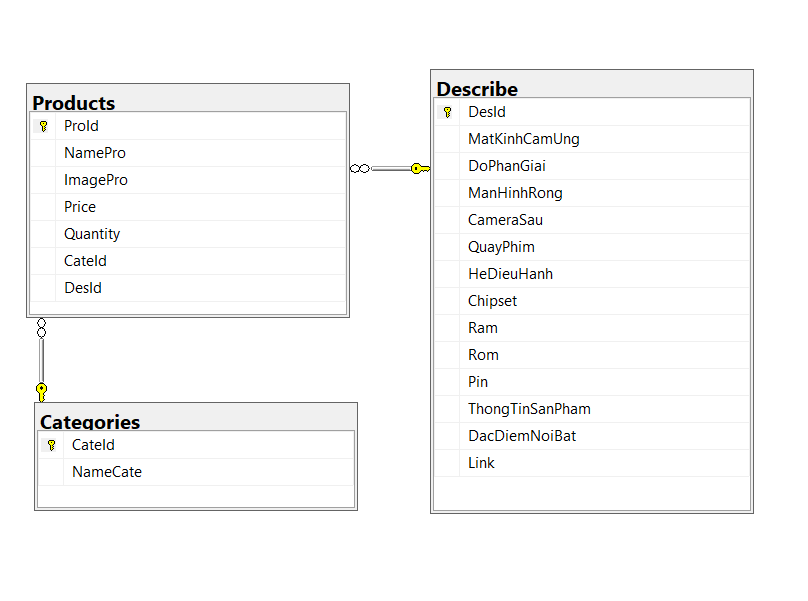 Products
ProId
NamePro
ImagePro
Price
Quantity
CateId
DesId
Describe
DesId
MatKinhCamUng
DoPhanGiai
ManHinhRong
CameraSau
QuayPhim
HeDieuHanh
Chipset
Ram
Rom
Pin
ThongTinSanPham
DacDiemNoiBat
Link
Categories
CateId
NameCate